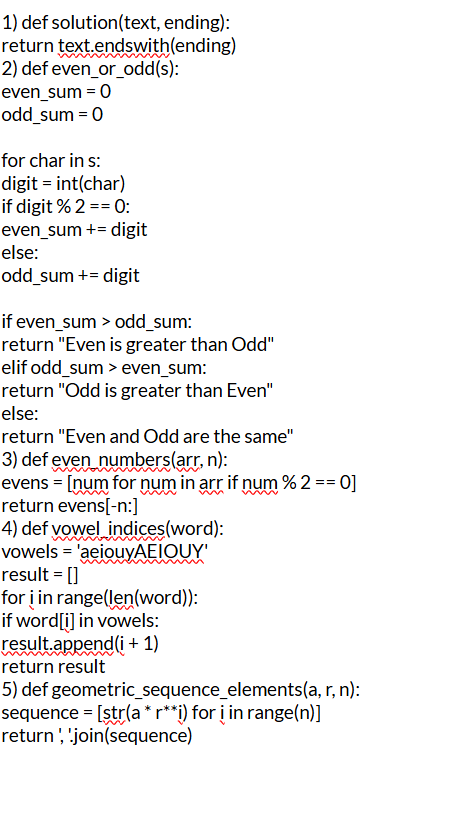 1) def solution(text, ending):
return text.endswith(ending)
2) def even_or_odd(s):
even_sum = 0
odd_sum = 0
for char in s:
digit = int(char)
if digit % 2 == 0:
even_sum += digit
else:
odd_sum += digit
if even_sum > odd_sum:
return "Even is greater than Odd"
elif odd_sum > even_sum:
return "Odd is greater than Even"
else:
return "Even and Odd are the same"
3) def even_numbers(arr, n):
evens = [num for num in arr if num % 2 == 0]
return evens[-n:]
4) def vowel_indices(word):
vowels = 'aeiouyAEIOUY'
result = []
for i in range(len(word)):
if word[i] in vowels:
result.append(i + 1)
return result
5) def geometric_sequence_elements(a, r, n):
sequence = [str(a * r**i) for i in range(n)]
return ', '.join(sequence)